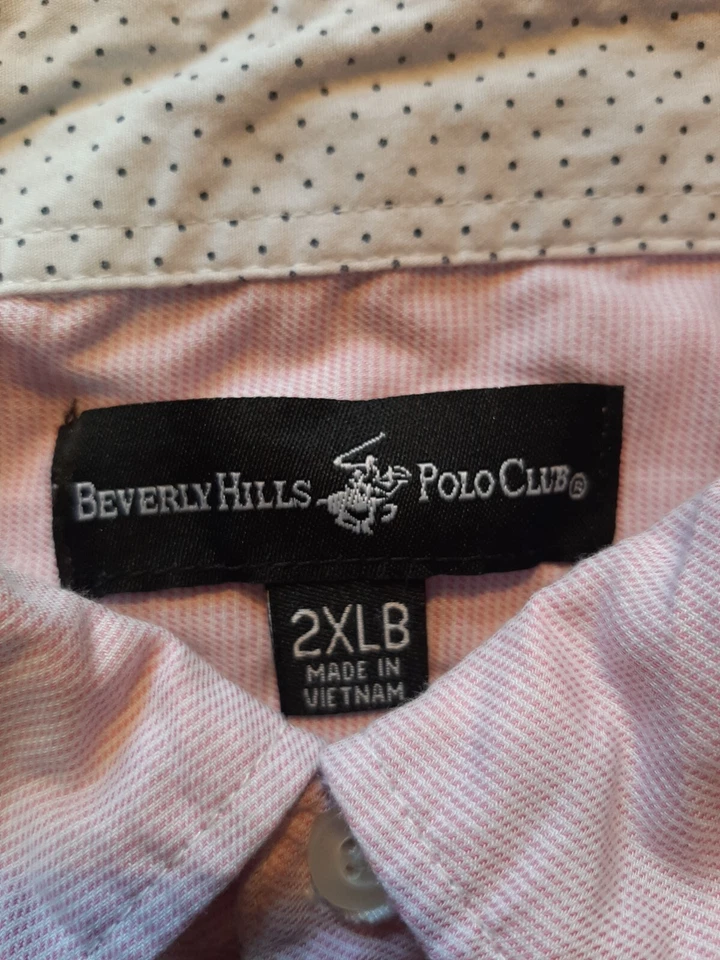 BEVERLY HILLS POLO CLUB®
2XLB
MADE IN
VIETNAM